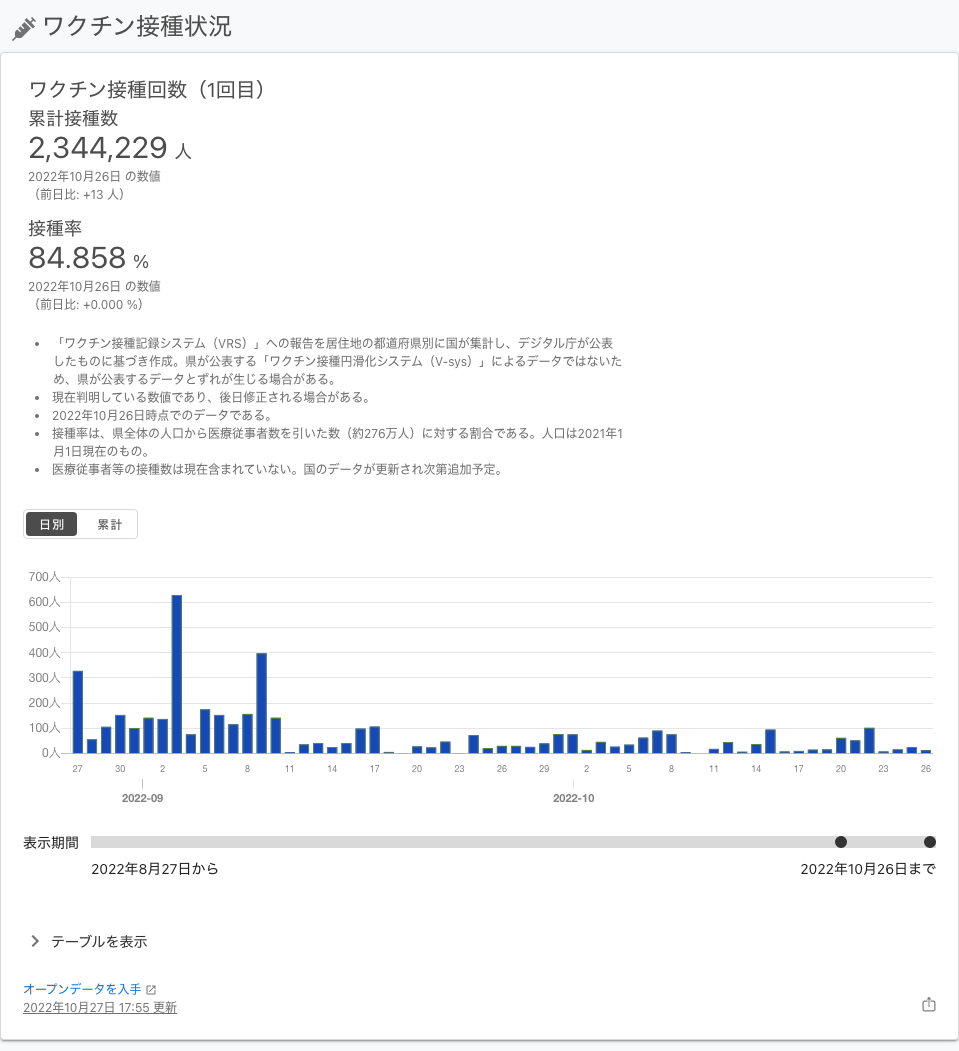 ワクチン接種状況
ワクチン接種回数（1回目）
累計接種数
2,344,229 人
2022年10月26日 の数値
（前日比: +13 人）
接種率
84.858 %
2022年10月26日 の数値
（前日比: +0.000 %）
• 「ワクチン接種記録システム（VRS）」への報告を居住地の都道府県別に国が集計し、デジタル庁が公表
したものに基づき作成。県が公表する「ワクチン接種円滑化システム（V-sys）」によるデータではないた
め、県が公表するデータとずれが生じる場合がある。
• 現在判明している数値であり、後日修正される場合がある。
• 2022年10月26日時点でのデータである。
• 接種率は、県全体の人口から医療従事者数を引いた数（約276万人）に対する割合である。人口は2021年1
月1日現在のもの。
• 医療従事者等の接種数は現在含まれていない。国のデータが更新され次第追加予定。
日別 累計
700人
600人
500人
400人
300人
200人
100人
0人
27 30 2 5 8 11 14 17 20 23 26 29 2 5 8 11 14 17 20 23 26
2022-09 2022-10
表示期間
2022年8月27日から 2022年10月26日まで
テーブルを表示
オープンデータを入手
2022年10月27日 17:55 更新